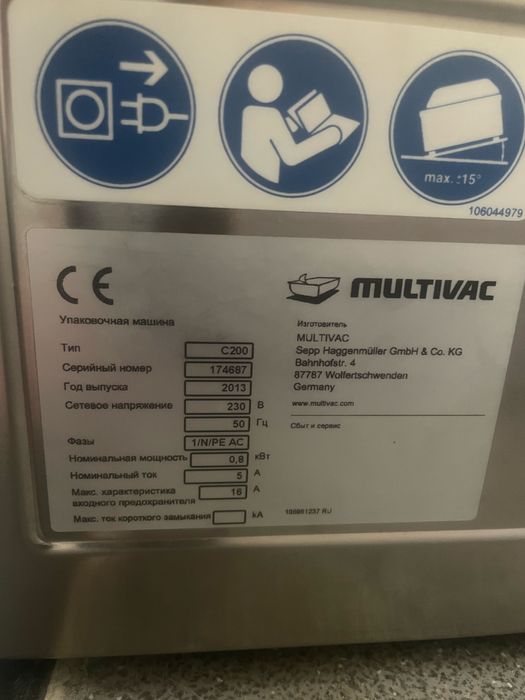 max. ±15°
106044979
CE
MULTIVAC
Упаковочная машина
Тип C200
Серийный номер 174687
Год выпуска 2013
Сетевое напряжение 230 В
50 Гц
Фазы 1/N/PE AC
Номинальная мощность 0,8 кВт
Номинальный ток 5 А
Макс. характеристика
входного предохранителя 16 А
Макс. ток короткого замыкания kA
Изготовитель
MULTIVAC
Sepp Haggenmüller GmbH & Co. KG
Bahnhofstr. 4
87787 Wolfertschwenden
Germany
www.multivac.com
Сбыт и сервис
RU